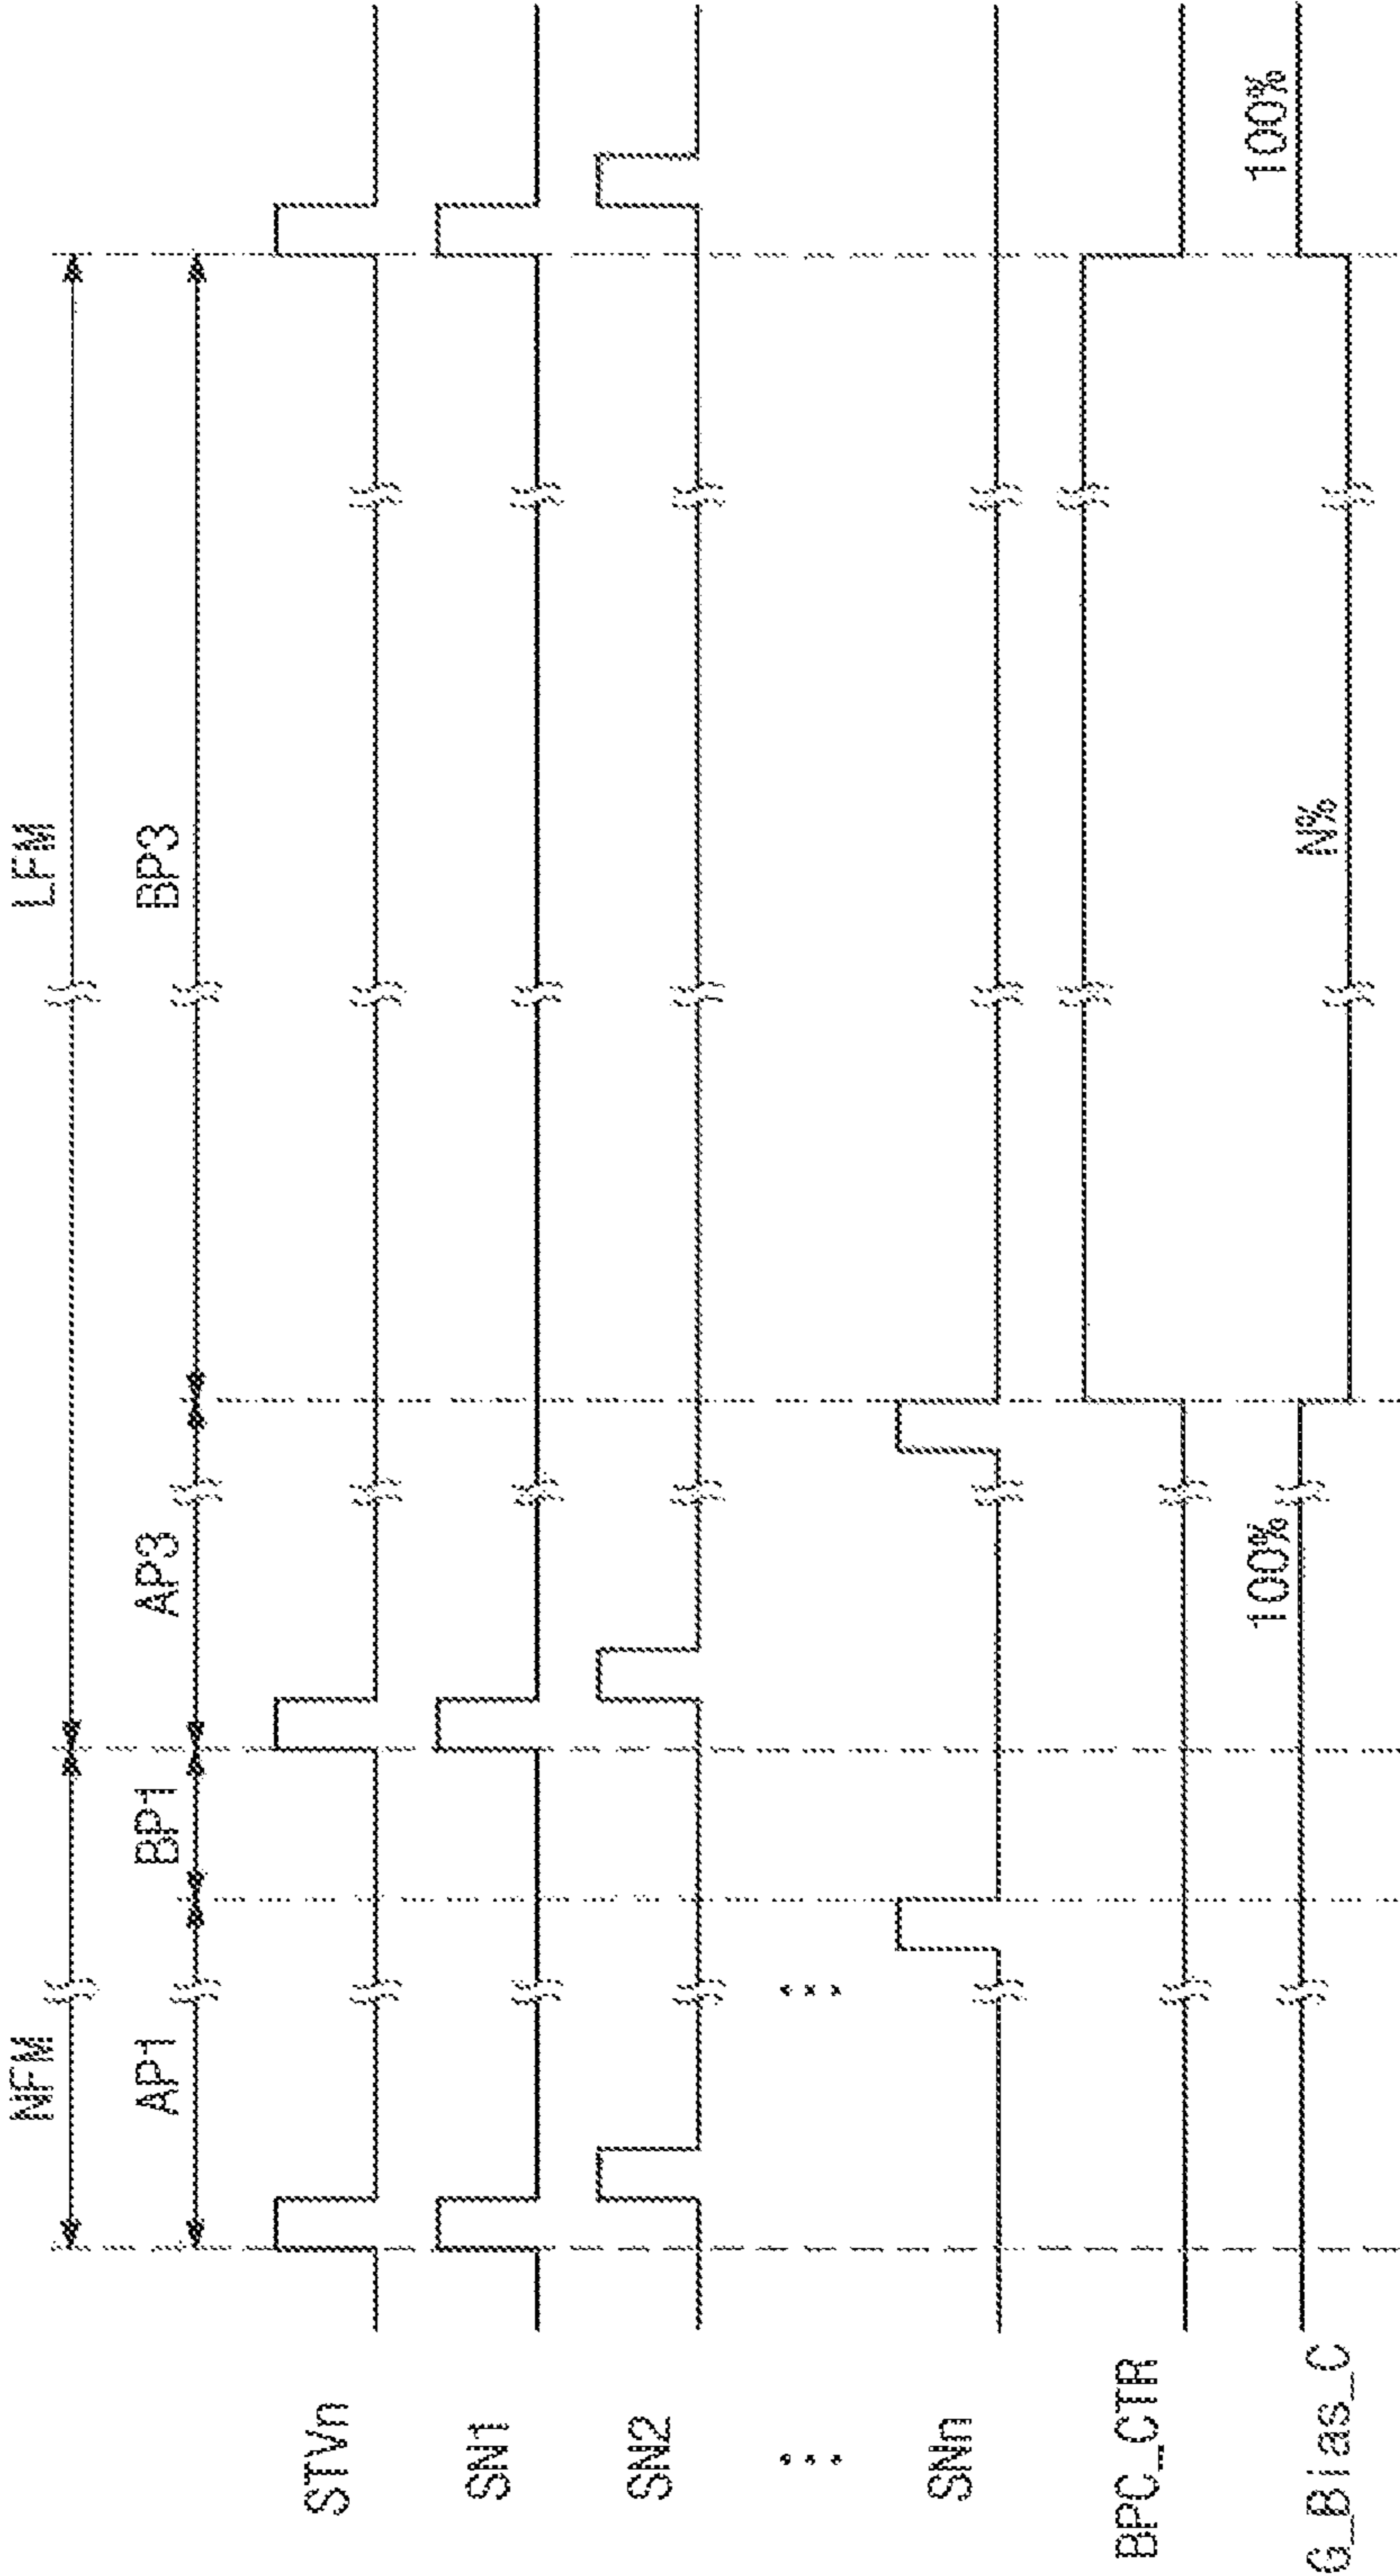 NFM LFM
AP1 BP1 AP3 BP3
STVn
SN1
SN2
SNn
BPC_CTR
100% 100%
G_Bias_C
N%